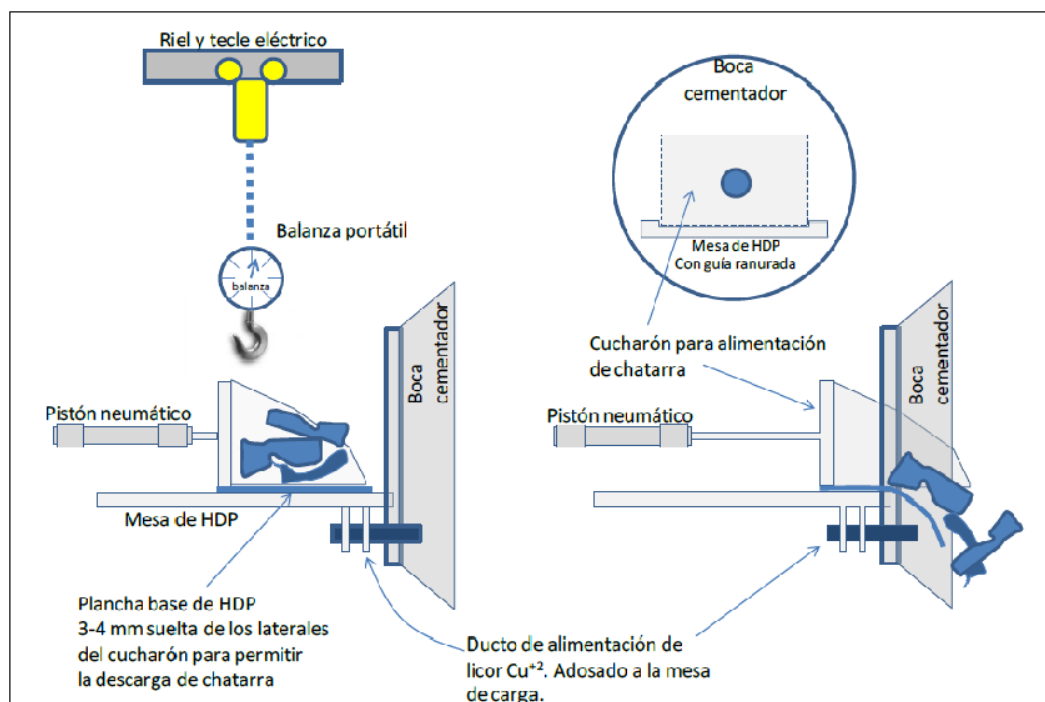 Riel y tecle eléctrico
Balanza portátil
balanza
Boca
cementador
Pistón neumático
Mesa de HDP
Plancha base de HDP
3-4 mm suelta de los laterales
del cucharón para permitir
la descarga de chatarra
Boca
cementador
Mesa de HDP
Con guía ranurada
Cucharón para alimentación
de chatarra
Pistón neumático
Boca
cementador
Ducto de alimentación de
licor Cu⁺². Adosado a la mesa
de carga.